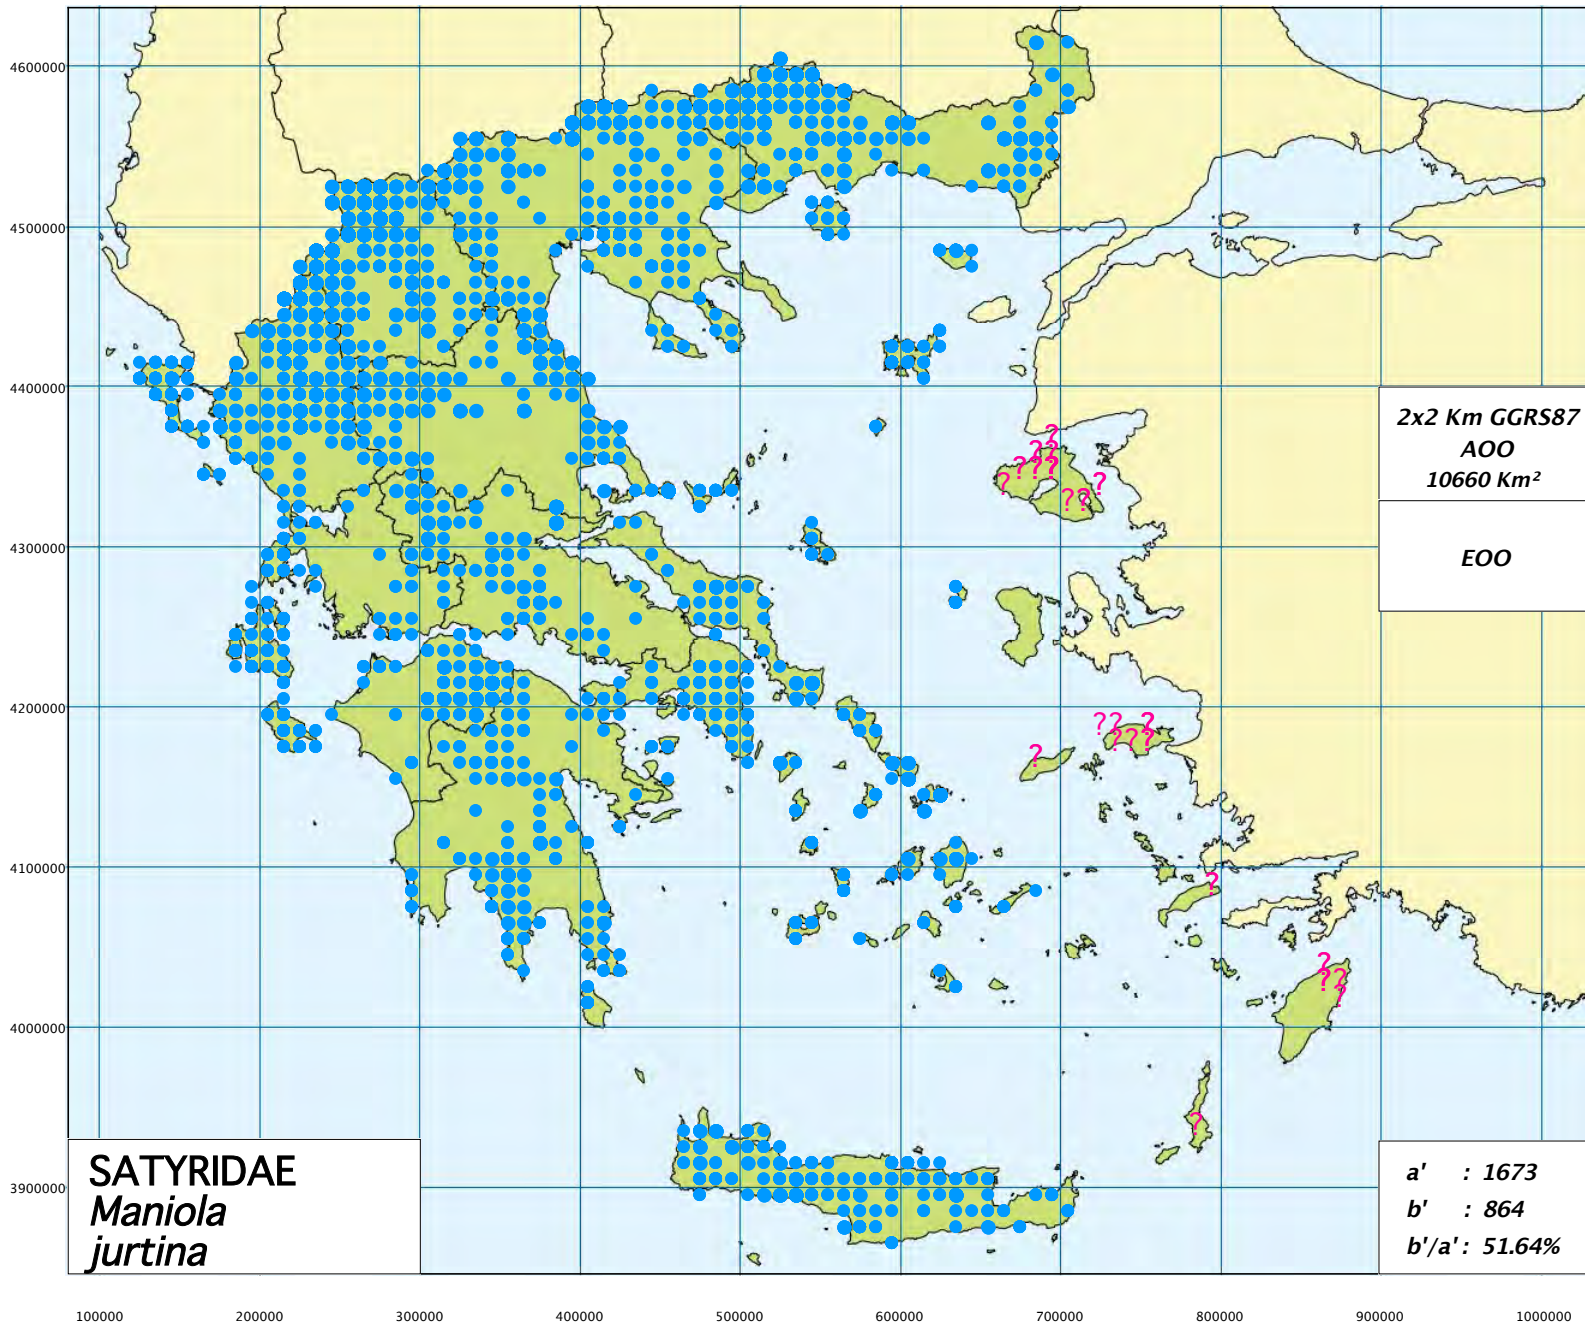 4600000
4500000
4400000
4300000
4200000
4100000
4000000
3900000
2x2 Km GGRS87
AOO
10660 Km²
EOO
? ? ? ? ? ? ? ? ? ? ? ?
? ? ? ? ? ? ?
?
?
? ? ? ?
?
SATYRIDAE
Maniola
jurtina
a' : 1673
b' : 864
b'/a' : 51.64%
100000 200000 300000 400000 500000 600000 700000 800000 900000 1000000